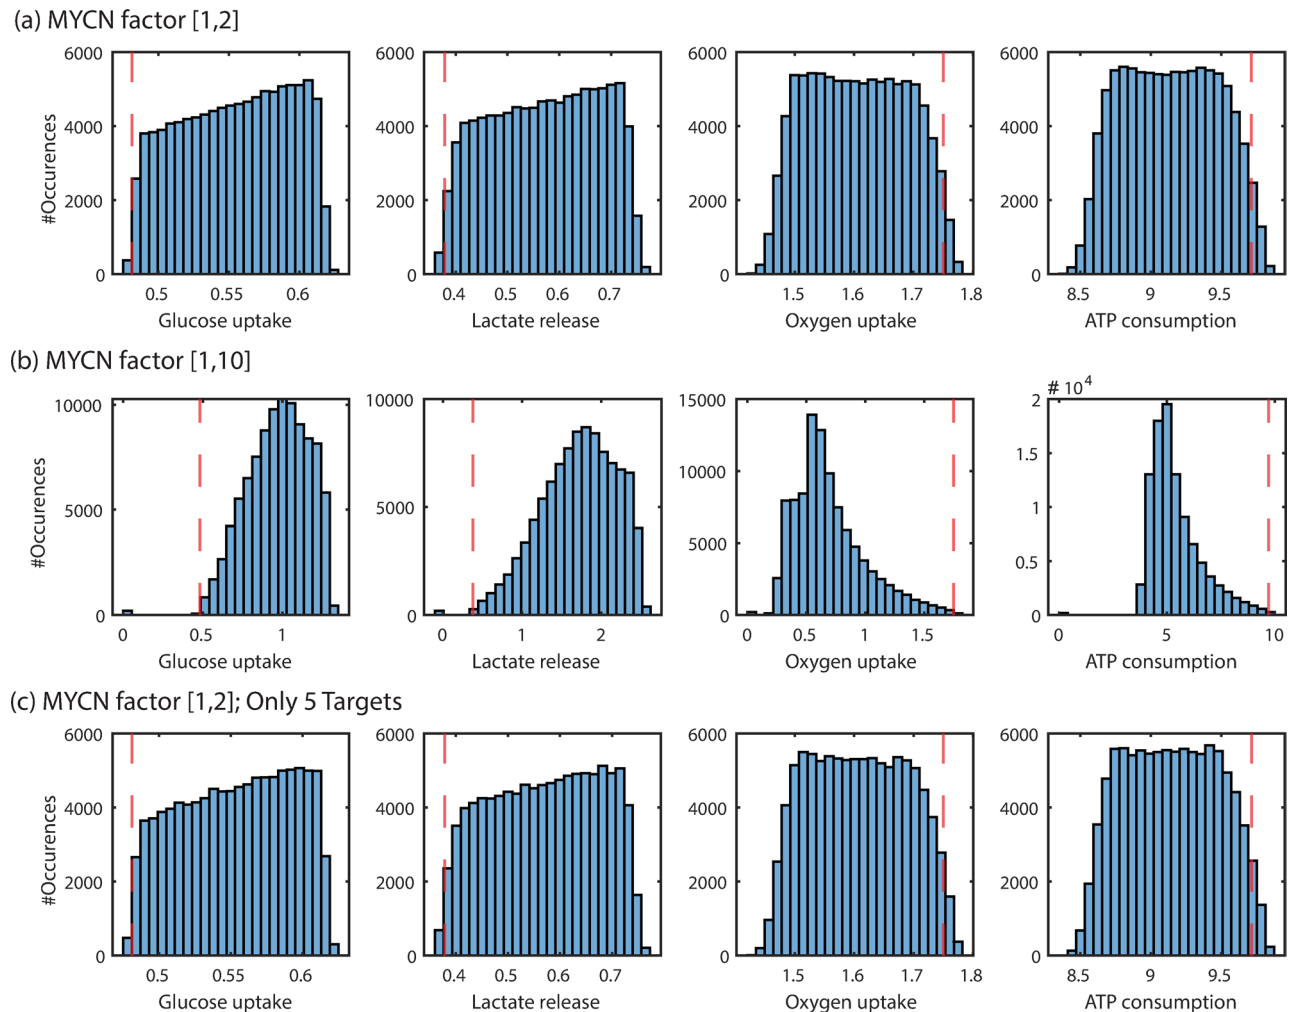 (a) MYCN factor [1,2]
6000
4000
2000
0
#Occurences
0.5 0.55 0.6
Glucose uptake
6000
4000
2000
0
0.4 0.5 0.6 0.7
Lactate release
6000
4000
2000
0
1.5 1.6 1.7 1.8
Oxygen uptake
6000
4000
2000
0
8.5 9 9.5
ATP consumption
(b) MYCN factor [1,10]
10000
5000
0
#Occurences
0 0.5 1
Glucose uptake
10000
5000
0
0 1 2
Lactate release
15000
10000
5000
0
0 0.5 1 1.5
Oxygen uptake
# 10^4
2
1.5
1
0.5
0
0 5 10
ATP consumption
(c) MYCN factor [1,2]; Only 5 Targets
6000
4000
2000
0
#Occurences
0.5 0.55 0.6
Glucose uptake
6000
4000
2000
0
0.4 0.5 0.6 0.7
Lactate release
6000
4000
2000
0
1.5 1.6 1.7 1.8
Oxygen uptake
6000
4000
2000
0
8.5 9 9.5
ATP consumption